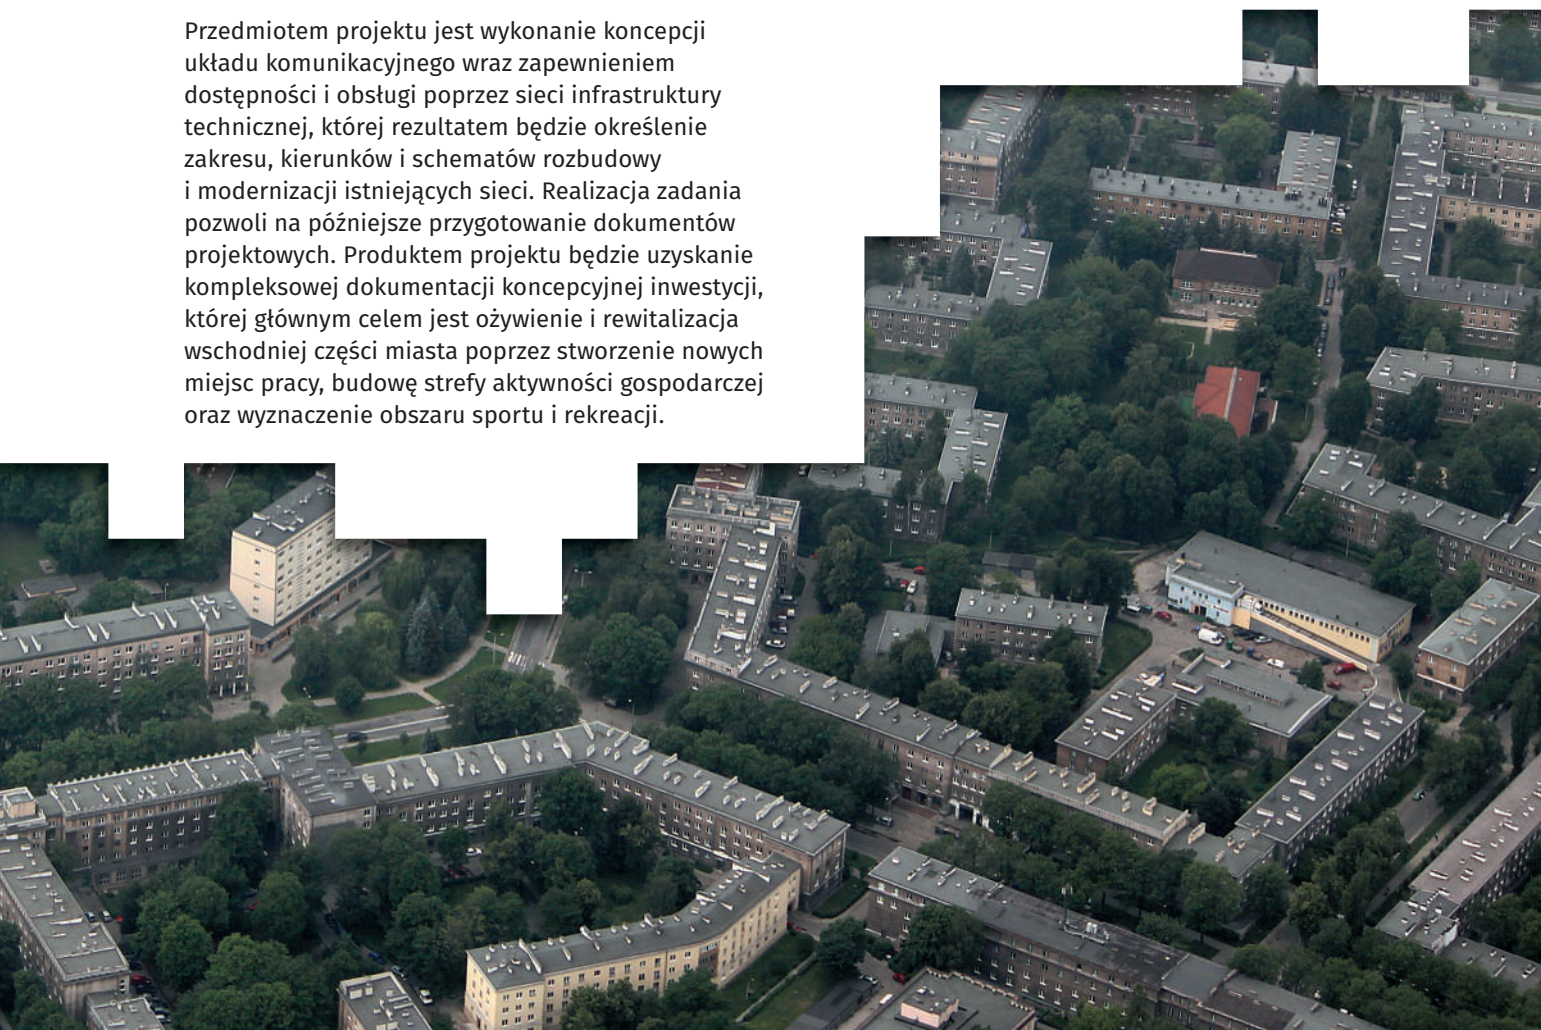 Przedmiotem projektu jest wykonanie koncepcji
układu komunikacyjnego wraz zapewnieniem
dostępności i obsługi poprzez sieci infrastruktury
technicznej, której rezultatem będzie określenie
zakresu, kierunków i schematów rozbudowy
i modernizacji istniejących sieci. Realizacja zadania
pozwoli na późniejsze przygotowanie dokumentów
projektowych. Produktem projektu będzie uzyskanie
kompleksowej dokumentacji koncepcyjnej inwestycji,
której głównym celem jest ożywienie i rewitalizacja
wschodniej części miasta poprzez stworzenie nowych
miejsc pracy, budowę strefy aktywności gospodarczej
oraz wyznaczenie obszaru sportu i rekreacji.